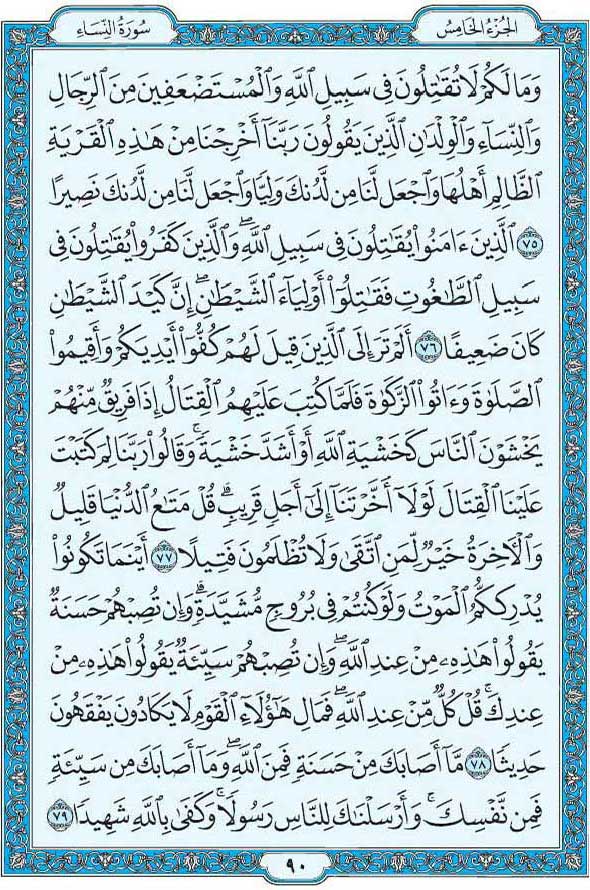 الجزء الخامس
سورة النساء
وَمَا لَكُمْ لَا تُقَٰتِلُونَ فِى سَبِيلِ ٱللَّهِ وَٱلْمُسْتَضْعَفِينَ مِنَ ٱلرِّجَالِ
وَٱلنِّسَآءِ وَٱلْوِلْدَٰنِ ٱلَّذِينَ يَقُولُونَ رَبَّنَآ أَخْرِجْنَا مِنْ هَٰذِهِ ٱلْقَرْيَةِ
ٱلظَّالِمِ أَهْلُهَا وَٱجْعَل لَّنَا مِن لَّدُنكَ وَلِيًّا وَٱجْعَل لَّنَا مِن لَّدُنكَ نَصِيرًا
٧٥ ٱلَّذِينَ ءَامَنُوا۟ يُقَٰتِلُونَ فِى سَبِيلِ ٱللَّهِ ۖ وَٱلَّذِينَ كَفَرُوا۟ يُقَٰتِلُونَ فِى
سَبِيلِ ٱلطَّٰغُوتِ فَقَٰتِلُوٓا۟ أَوْلِيَآءَ ٱلشَّيْطَٰنِ ۖ إِنَّ كَيْدَ ٱلشَّيْطَٰنِ
كَانَ ضَعِيفًا ٧٦ أَلَمْ تَرَ إِلَى ٱلَّذِينَ قِيلَ لَهُمْ كُفُّوٓا۟ أَيْدِيَكُمْ وَأَقِيمُوا۟
ٱلصَّلَوٰةَ وَءَاتُوا۟ ٱلزَّكَوٰةَ فَلَمَّا كُتِبَ عَلَيْهِمُ ٱلْقِتَالُ إِذَا فَرِيقٌ مِّنْهُمْ
يَخْشَوْنَ ٱلنَّاسَ كَخَشْيَةِ ٱللَّهِ أَوْ أَشَدَّ خَشْيَةً ۚ وَقَالُوا۟ رَبَّنَا لِمَ كَتَبْتَ
عَلَيْنَا ٱلْقِتَالَ لَوْلَآ أَخَّرْتَنَآ إِلَىٰٓ أَجَلٍ قَرِيبٍ ۗ قُلْ مَتَٰعُ ٱلدُّنْيَا قَلِيلٌ
وَٱلْءَاخِرَةُ خَيْرٌ لِّمَنِ ٱتَّقَىٰ وَلَا تُظْلَمُونَ فَتِيلًا ٧٧ أَيْنَمَا تَكُونُوا۟
يُدْرِككُّمُ ٱلْمَوْتُ وَلَوْ كُنتُمْ فِى بُرُوجٍ مُّشَيَّدَةٍ ۗ وَإِن تُصِبْهُمْ حَسَنَةٌ
يَقُولُوا۟ هَٰذِهِۦ مِنْ عِندِ ٱللَّهِ ۖ وَإِن تُصِبْهُمْ سَيِّئَةٌ يَقُولُوا۟ هَٰذِهِۦ مِنْ
عِندِكَ ۚ قُلْ كُلٌّ مِّنْ عِندِ ٱللَّهِ ۖ فَمَالِ هَٰٓؤُلَآءِ ٱلْقَوْمِ لَا يَكَادُونَ يَفْقَهُونَ
حَدِيثًا ٧٨ مَّآ أَصَابَكَ مِنْ حَسَنَةٍ فَمِنَ ٱللَّهِ ۖ وَمَآ أَصَابَكَ مِن سَيِّئَةٍ
فَمِن نَّفْسِكَ ۚ وَأَرْسَلْنَٰكَ لِلنَّاسِ رَسُولًا ۚ وَكَفَىٰ بِٱللَّهِ شَهِيدًا ٧٩
٩٠